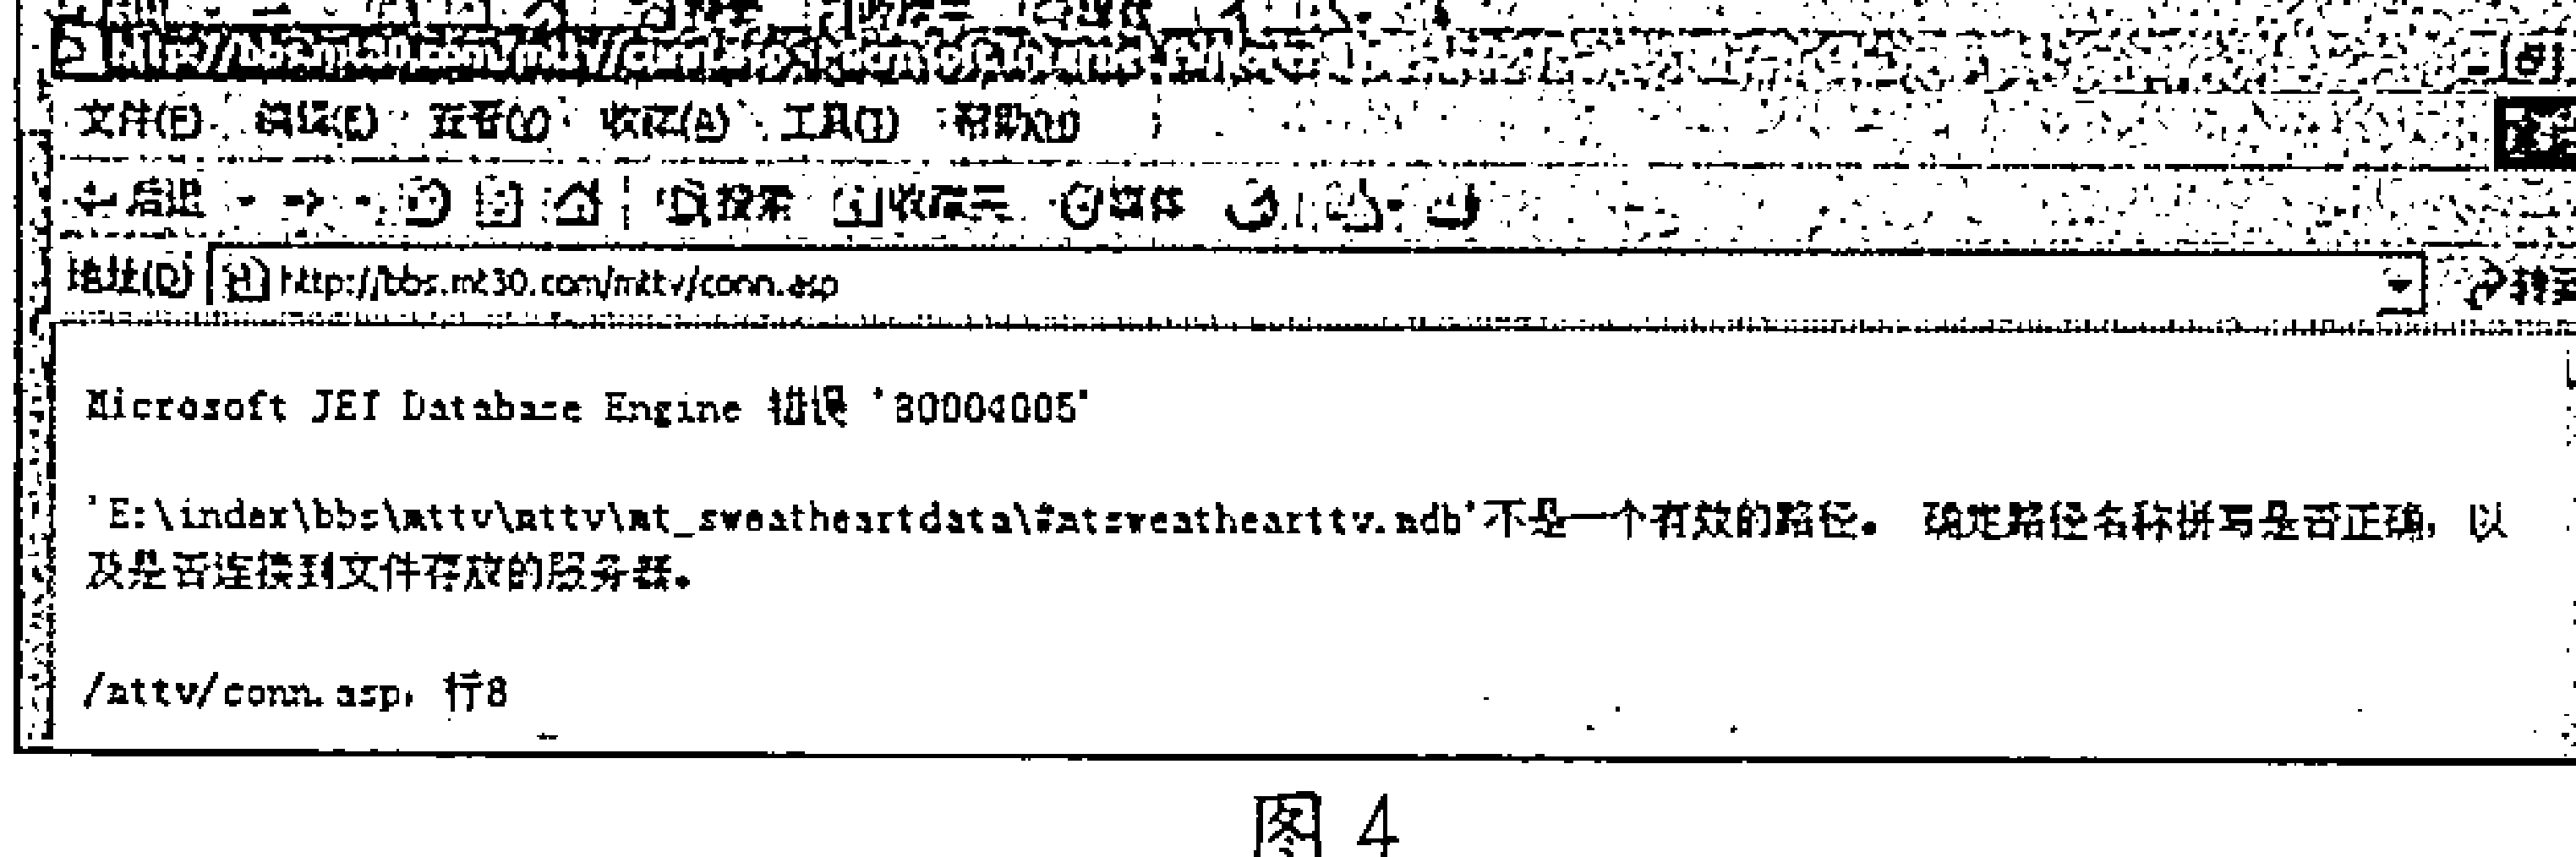 文件(F) 编辑(E) 查看(V) 收藏(A) 工具(T) 帮助(H)
后退 搜索 收藏夹 媒体
地址(D) http://bbs.mt30.com/mttv/conn.asp 转到
Microsoft JET Database Engine 错误 '80004005'
'E:\index\bbs\mttv\mttv\mt_sweatheartdata\#mtsweathearttv.mdb'不是一个有效的路径。 确定路径名称拼写是否正确，以
及是否连接到文件存放的服务器。
/mttv/conn.asp，行8
图 4